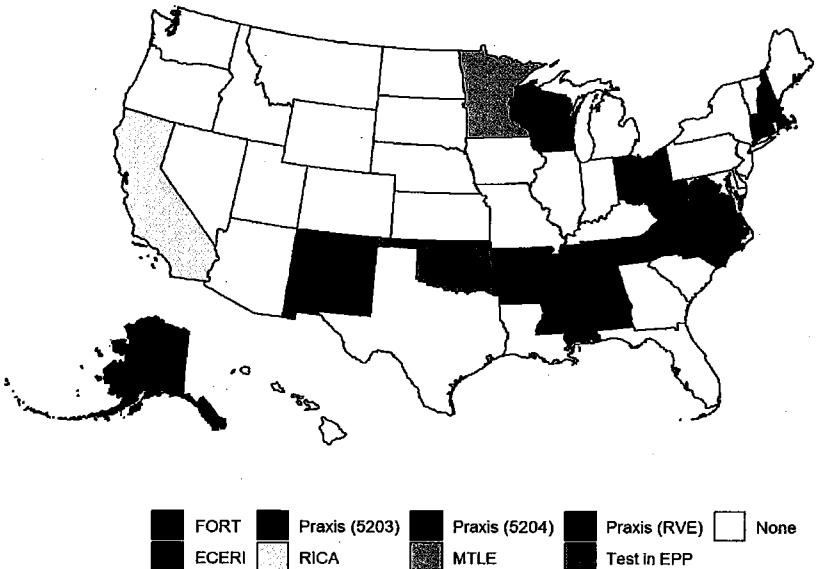 FORT Praxis (5203) Praxis (5204) Praxis (RVE) None
ECERI RICA MTLE Test in EPP